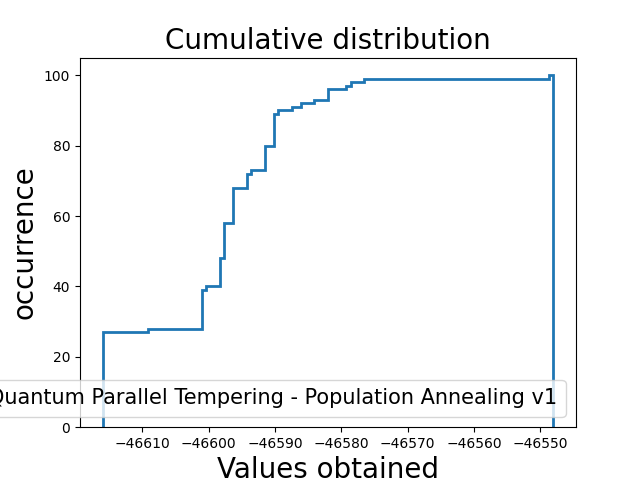 Cumulative distribution
100
80
60
40
20
0
occurrence
Quantum Parallel Tempering - Population Annealing v1
−46610 −46600 −46590 −46580 −46570 −46560 −46550
Values obtained